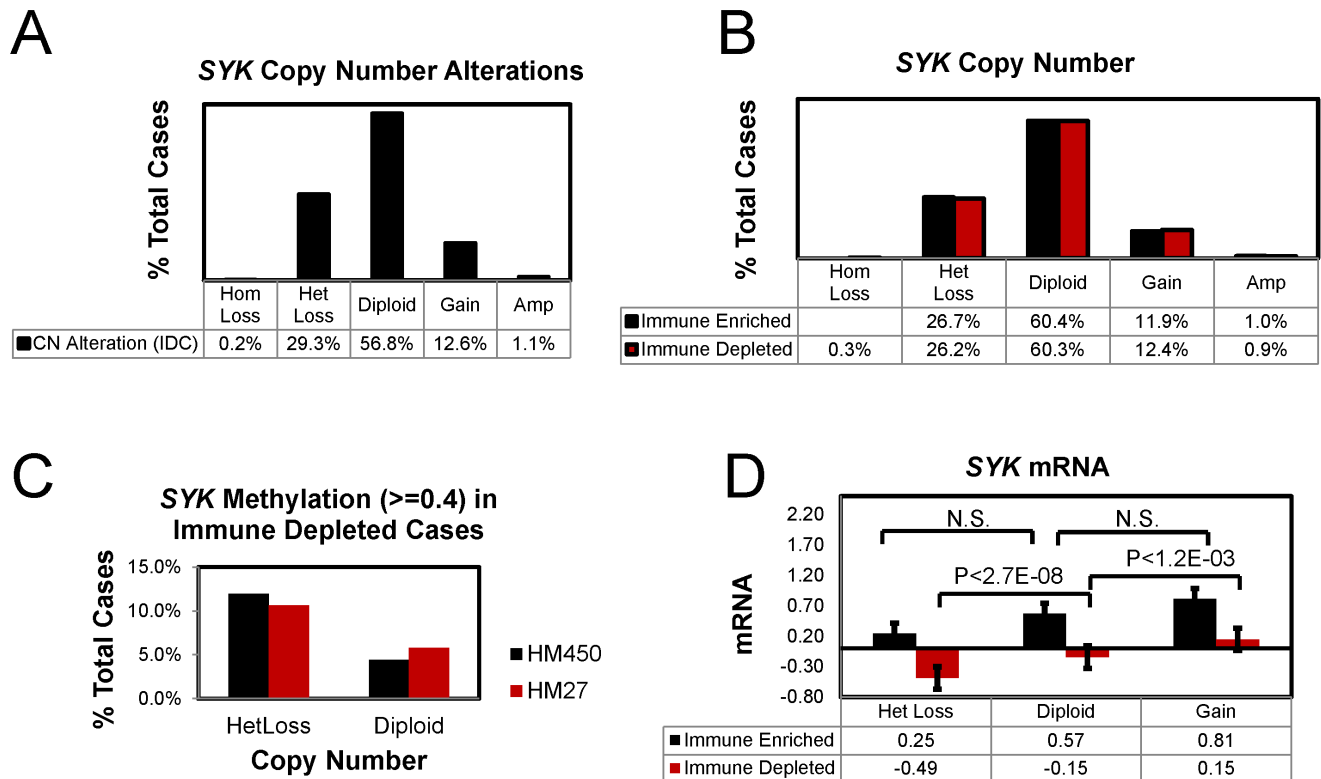 A
SYK Copy Number Alterations
% Total Cases
Hom Loss Het Loss Diploid Gain Amp
CN Alteration (IDC) 0.2% 29.3% 56.8% 12.6% 1.1%
B
SYK Copy Number
% Total Cases
Hom Loss Het Loss Diploid Gain Amp
Immune Enriched 26.7% 60.4% 11.9% 1.0%
Immune Depleted 0.3% 26.2% 60.3% 12.4% 0.9%
C
SYK Methylation (>=0.4) in
Immune Depleted Cases
% Total Cases
15.0%
10.0%
5.0%
0.0%
HetLoss Diploid
Copy Number
HM450
HM27
D
SYK mRNA
mRNA
2.20
1.70
1.20
0.70
0.20
-0.30
-0.80
N.S. N.S.
P<1.2E-03
P<2.7E-08
Het Loss Diploid Gain
Immune Enriched 0.25 0.57 0.81
Immune Depleted -0.49 -0.15 0.15